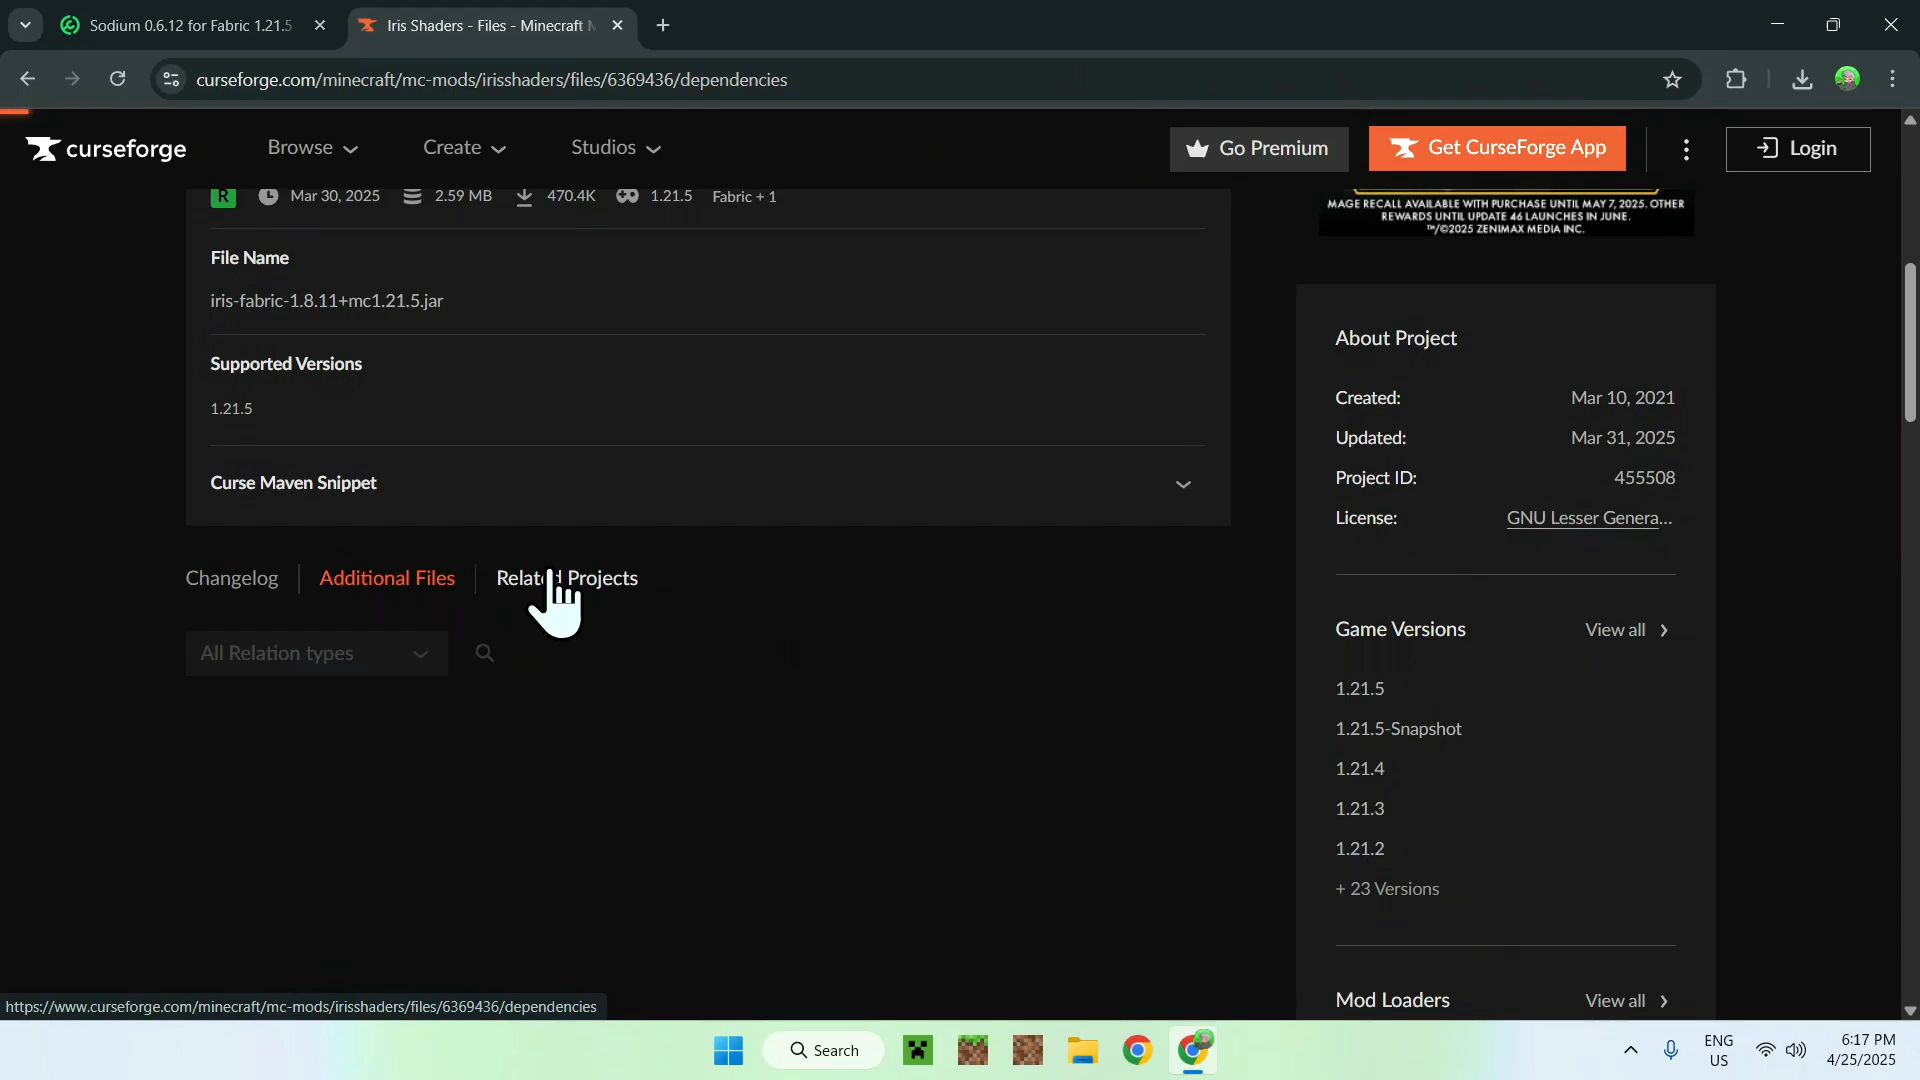 Sodium 0.6.12 for Fabric 1.21.5
Iris Shaders - Files - Minecraft M
curseforge.com/minecraft/mc-mods/irisshaders/files/6369436/dependencies
curseforge
Browse
Create
Studios
Go Premium
Get CurseForge App
Login
R
Mar 30, 2025
2.59 MB
470.4K
1.21.5
Fabric + 1
File Name
iris-fabric-1.8.11+mc1.21.5.jar
Supported Versions
1.21.5
Curse Maven Snippet
Changelog
Additional Files
Related Projects
All Relation types
MAGE RECALL AVAILABLE WITH PURCHASE UNTIL MAY 7, 2025. OTHER
REWARDS UNTIL UPDATE 46 LAUNCHES IN JUNE.
™/©2025 ZENIMAX MEDIA INC.
About Project
Created: Mar 10, 2021
Updated: Mar 31, 2025
Project ID: 455508
License: GNU Lesser Genera...
Game Versions View all
1.21.5
1.21.5-Snapshot
1.21.4
1.21.3
1.21.2
+ 23 Versions
Mod Loaders View all
https://www.curseforge.com/minecraft/mc-mods/irisshaders/files/6369436/dependencies
Search
ENG
US
6:17 PM
4/25/2025